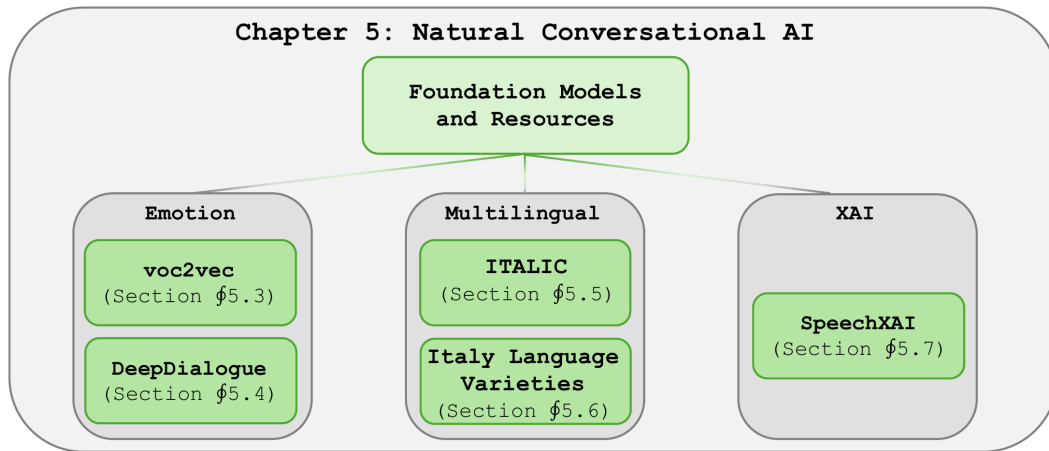 Chapter 5: Natural Conversational AI
Foundation Models
and Resources
Emotion
voc2vec
(Section ∮5.3)
DeepDialogue
(Section ∮5.4)
Multilingual
ITALIC
(Section ∮5.5)
Italy Language
Varieties
(Section ∮5.6)
XAI
SpeechXAI
(Section ∮5.7)